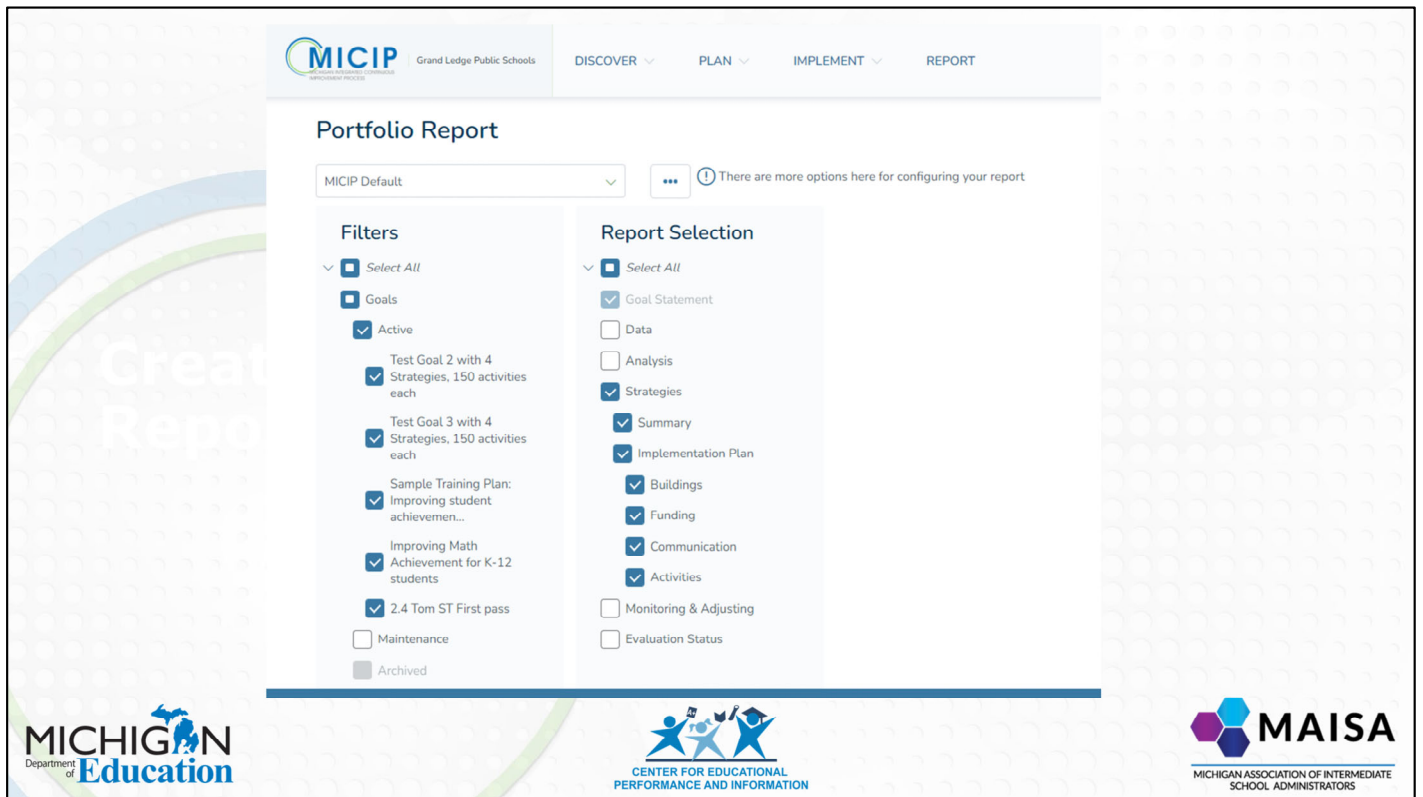 MICIP
MICHIGAN INTEGRATED CONTINUOUS
IMPROVEMENT PROCESS
Grand Ledge Public Schools
DISCOVER
PLAN
IMPLEMENT
REPORT
Portfolio Report
MICIP Default
•••
There are more options here for configuring your report
Filters
Select All
Goals
Active
Test Goal 2 with 4
Strategies, 150 activities
each
Test Goal 3 with 4
Strategies, 150 activities
each
Sample Training Plan:
Improving student
achievemen...
Improving Math
Achievement for K-12
students
2.4 Tom ST First pass
Maintenance
Archived
Report Selection
Select All
Goal Statement
Data
Analysis
Strategies
Summary
Implementation Plan
Buildings
Funding
Communication
Activities
Monitoring & Adjusting
Evaluation Status
Creat
Repo
MICHIGAN
Department
of Education
A+
CENTER FOR EDUCATIONAL
PERFORMANCE AND INFORMATION
MAISA
MICHIGAN ASSOCIATION OF INTERMEDIATE
SCHOOL ADMINISTRATORS